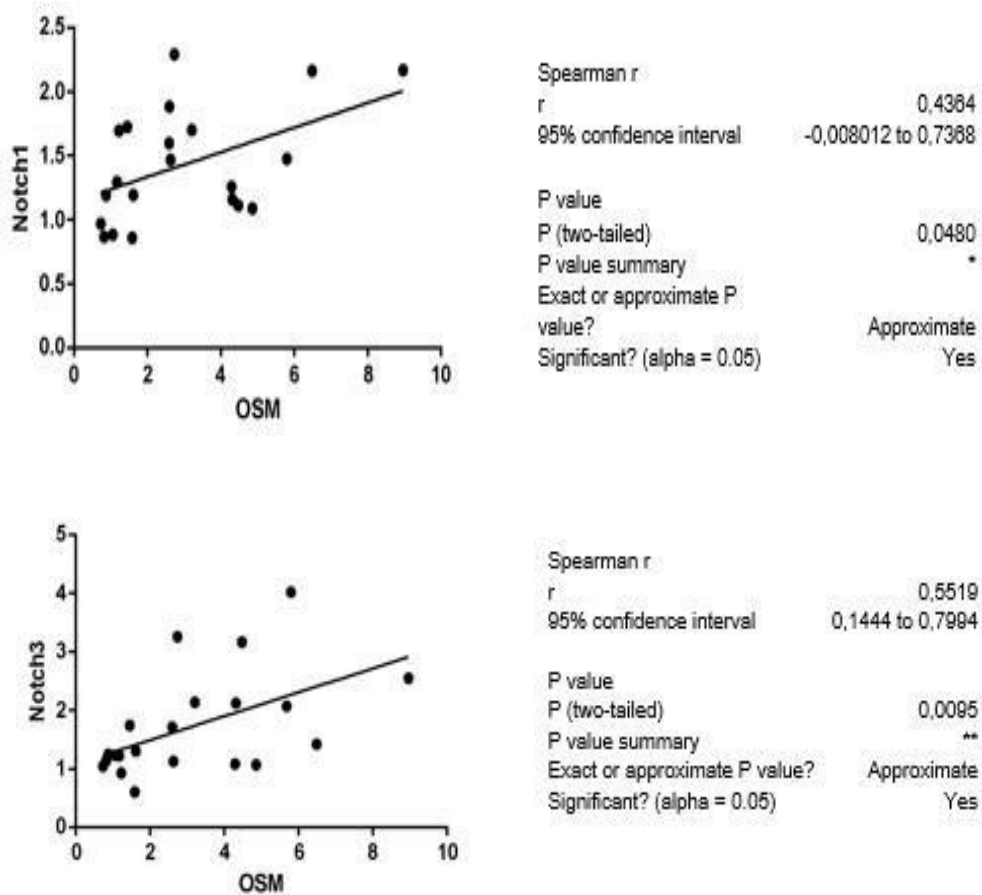 2.5
2.0
1.5
1.0
0.5
0.0
Notch1
0 2 4 6 8 10
OSM
Spearman r
r 0,4364
95% confidence interval -0,008012 to 0,7368
P value
P (two-tailed) 0,0480
P value summary *
Exact or approximate P
value? Approximate
Significant? (alpha = 0.05) Yes
5
4
3
2
1
0
Notch3
0 2 4 6 8 10
OSM
Spearman r
r 0,5519
95% confidence interval 0,1444 to 0,7994
P value
P (two-tailed) 0,0095
P value summary **
Exact or approximate P value? Approximate
Significant? (alpha = 0.05) Yes